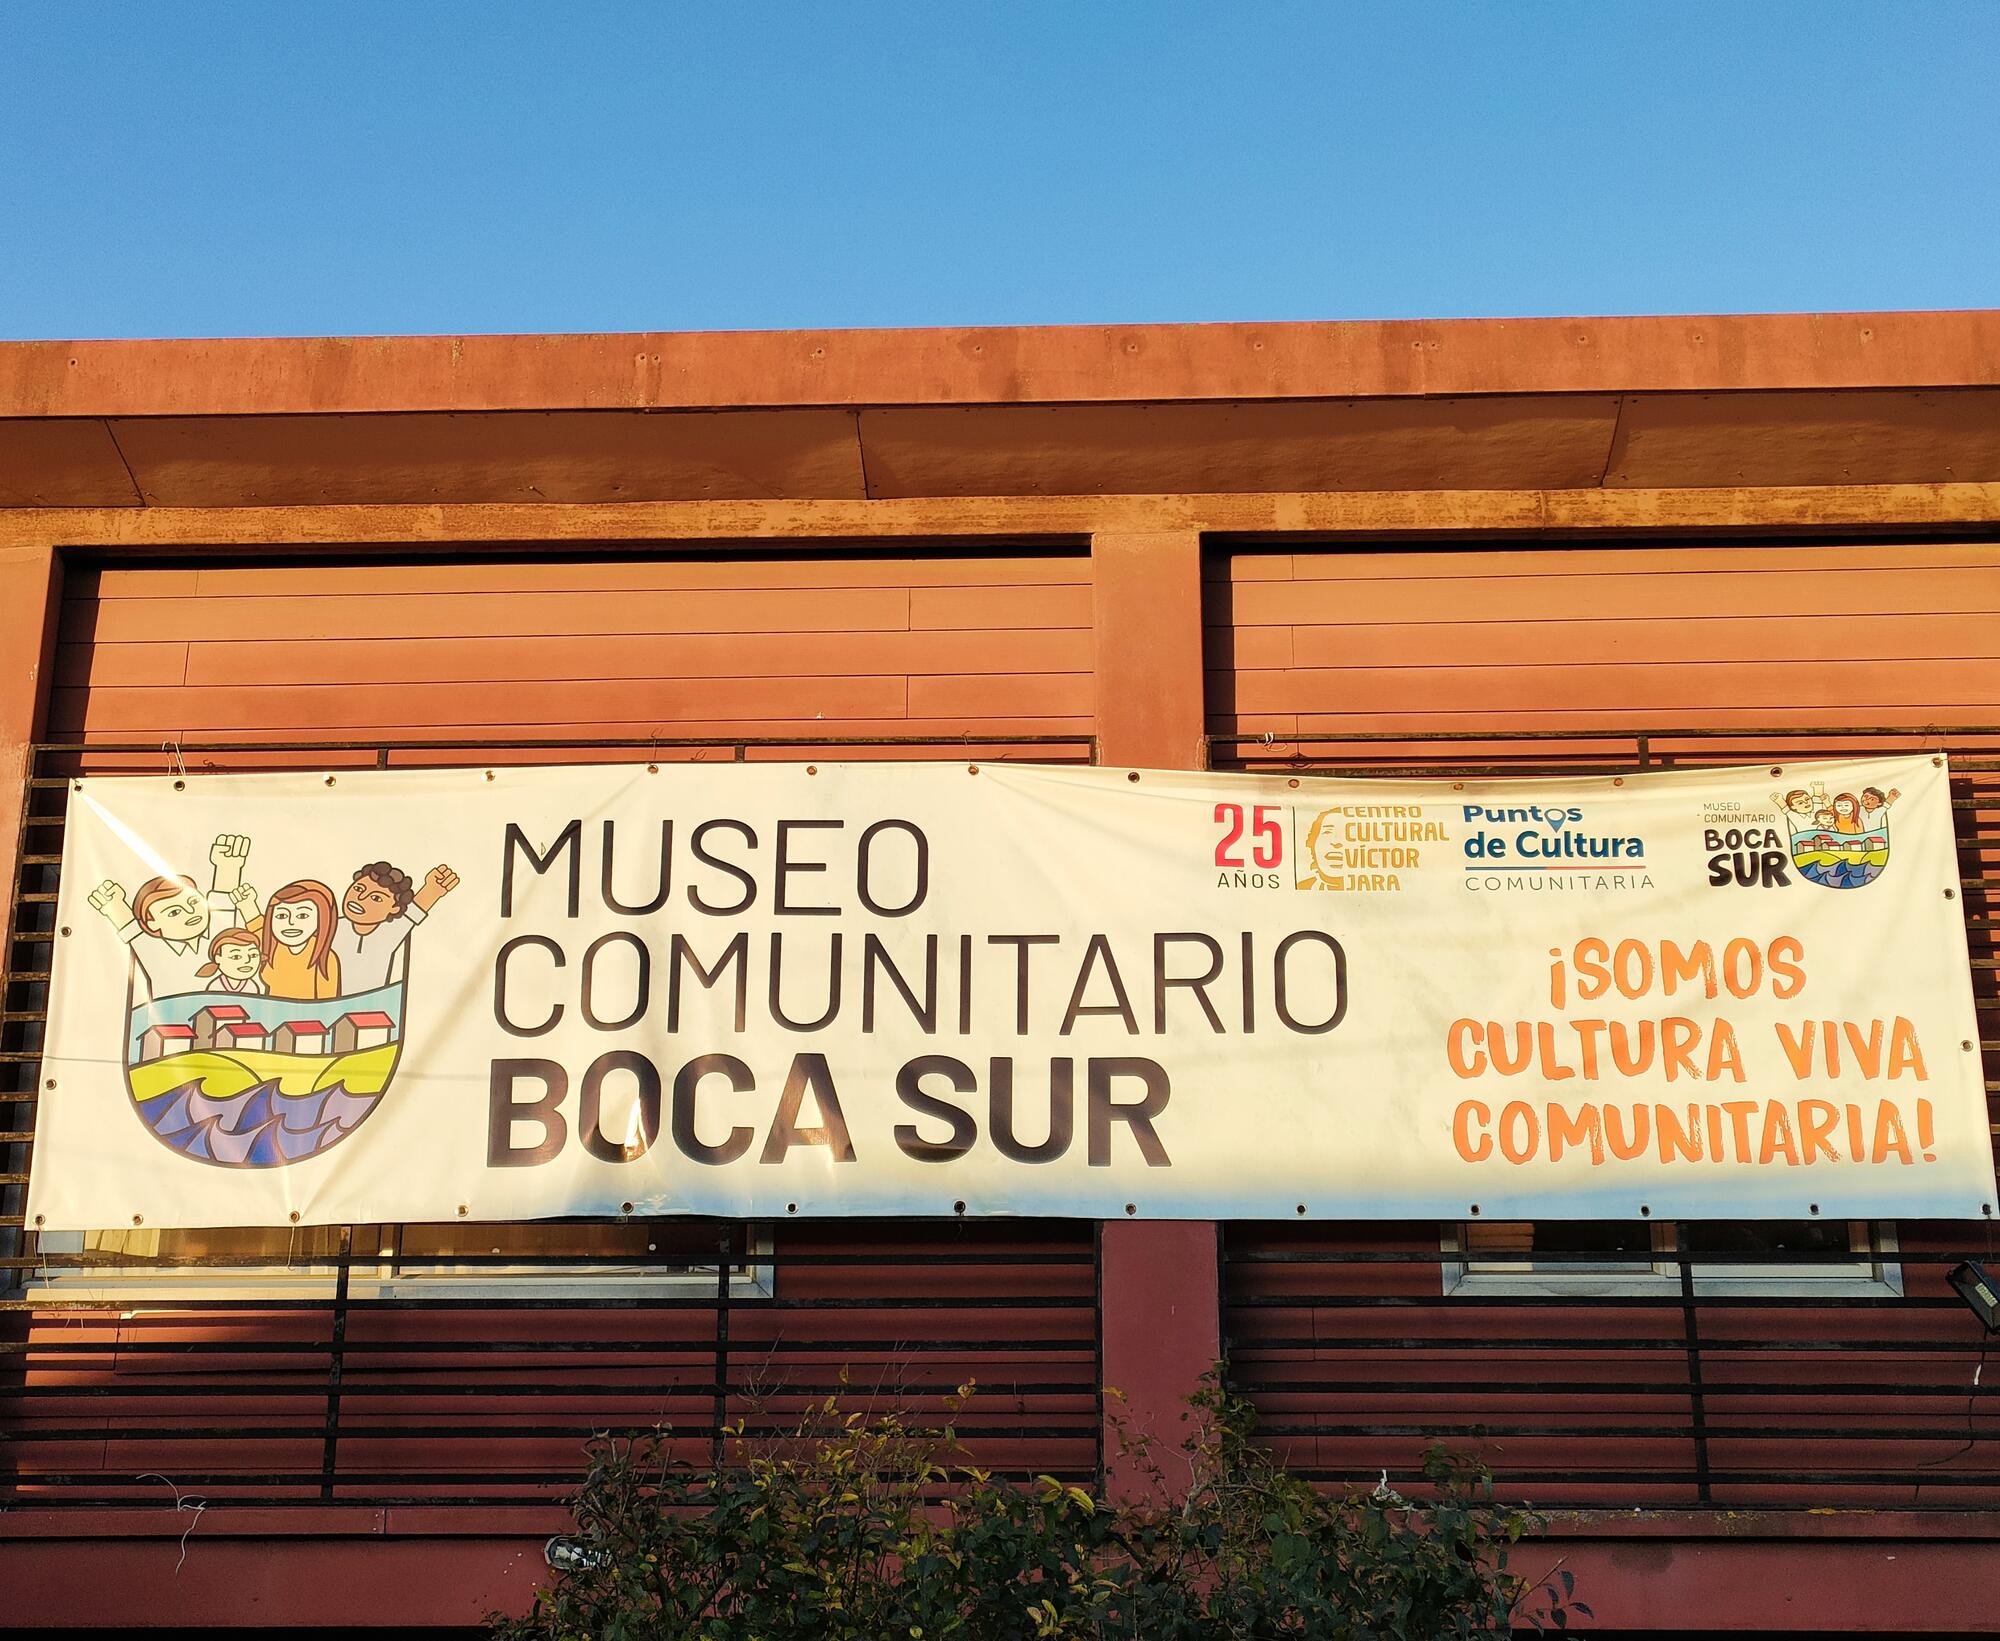 MUSEO
COMUNITARIO
BOCA SUR
25
AÑOS
CENTRO
CULTURAL
VÍCTOR
JARA
Puntos
de Cultura
COMUNITARIA
MUSEO
COMUNITARIO
BOCA
SUR
¡SOMOS
CULTURA VIVA
COMUNITARIA!